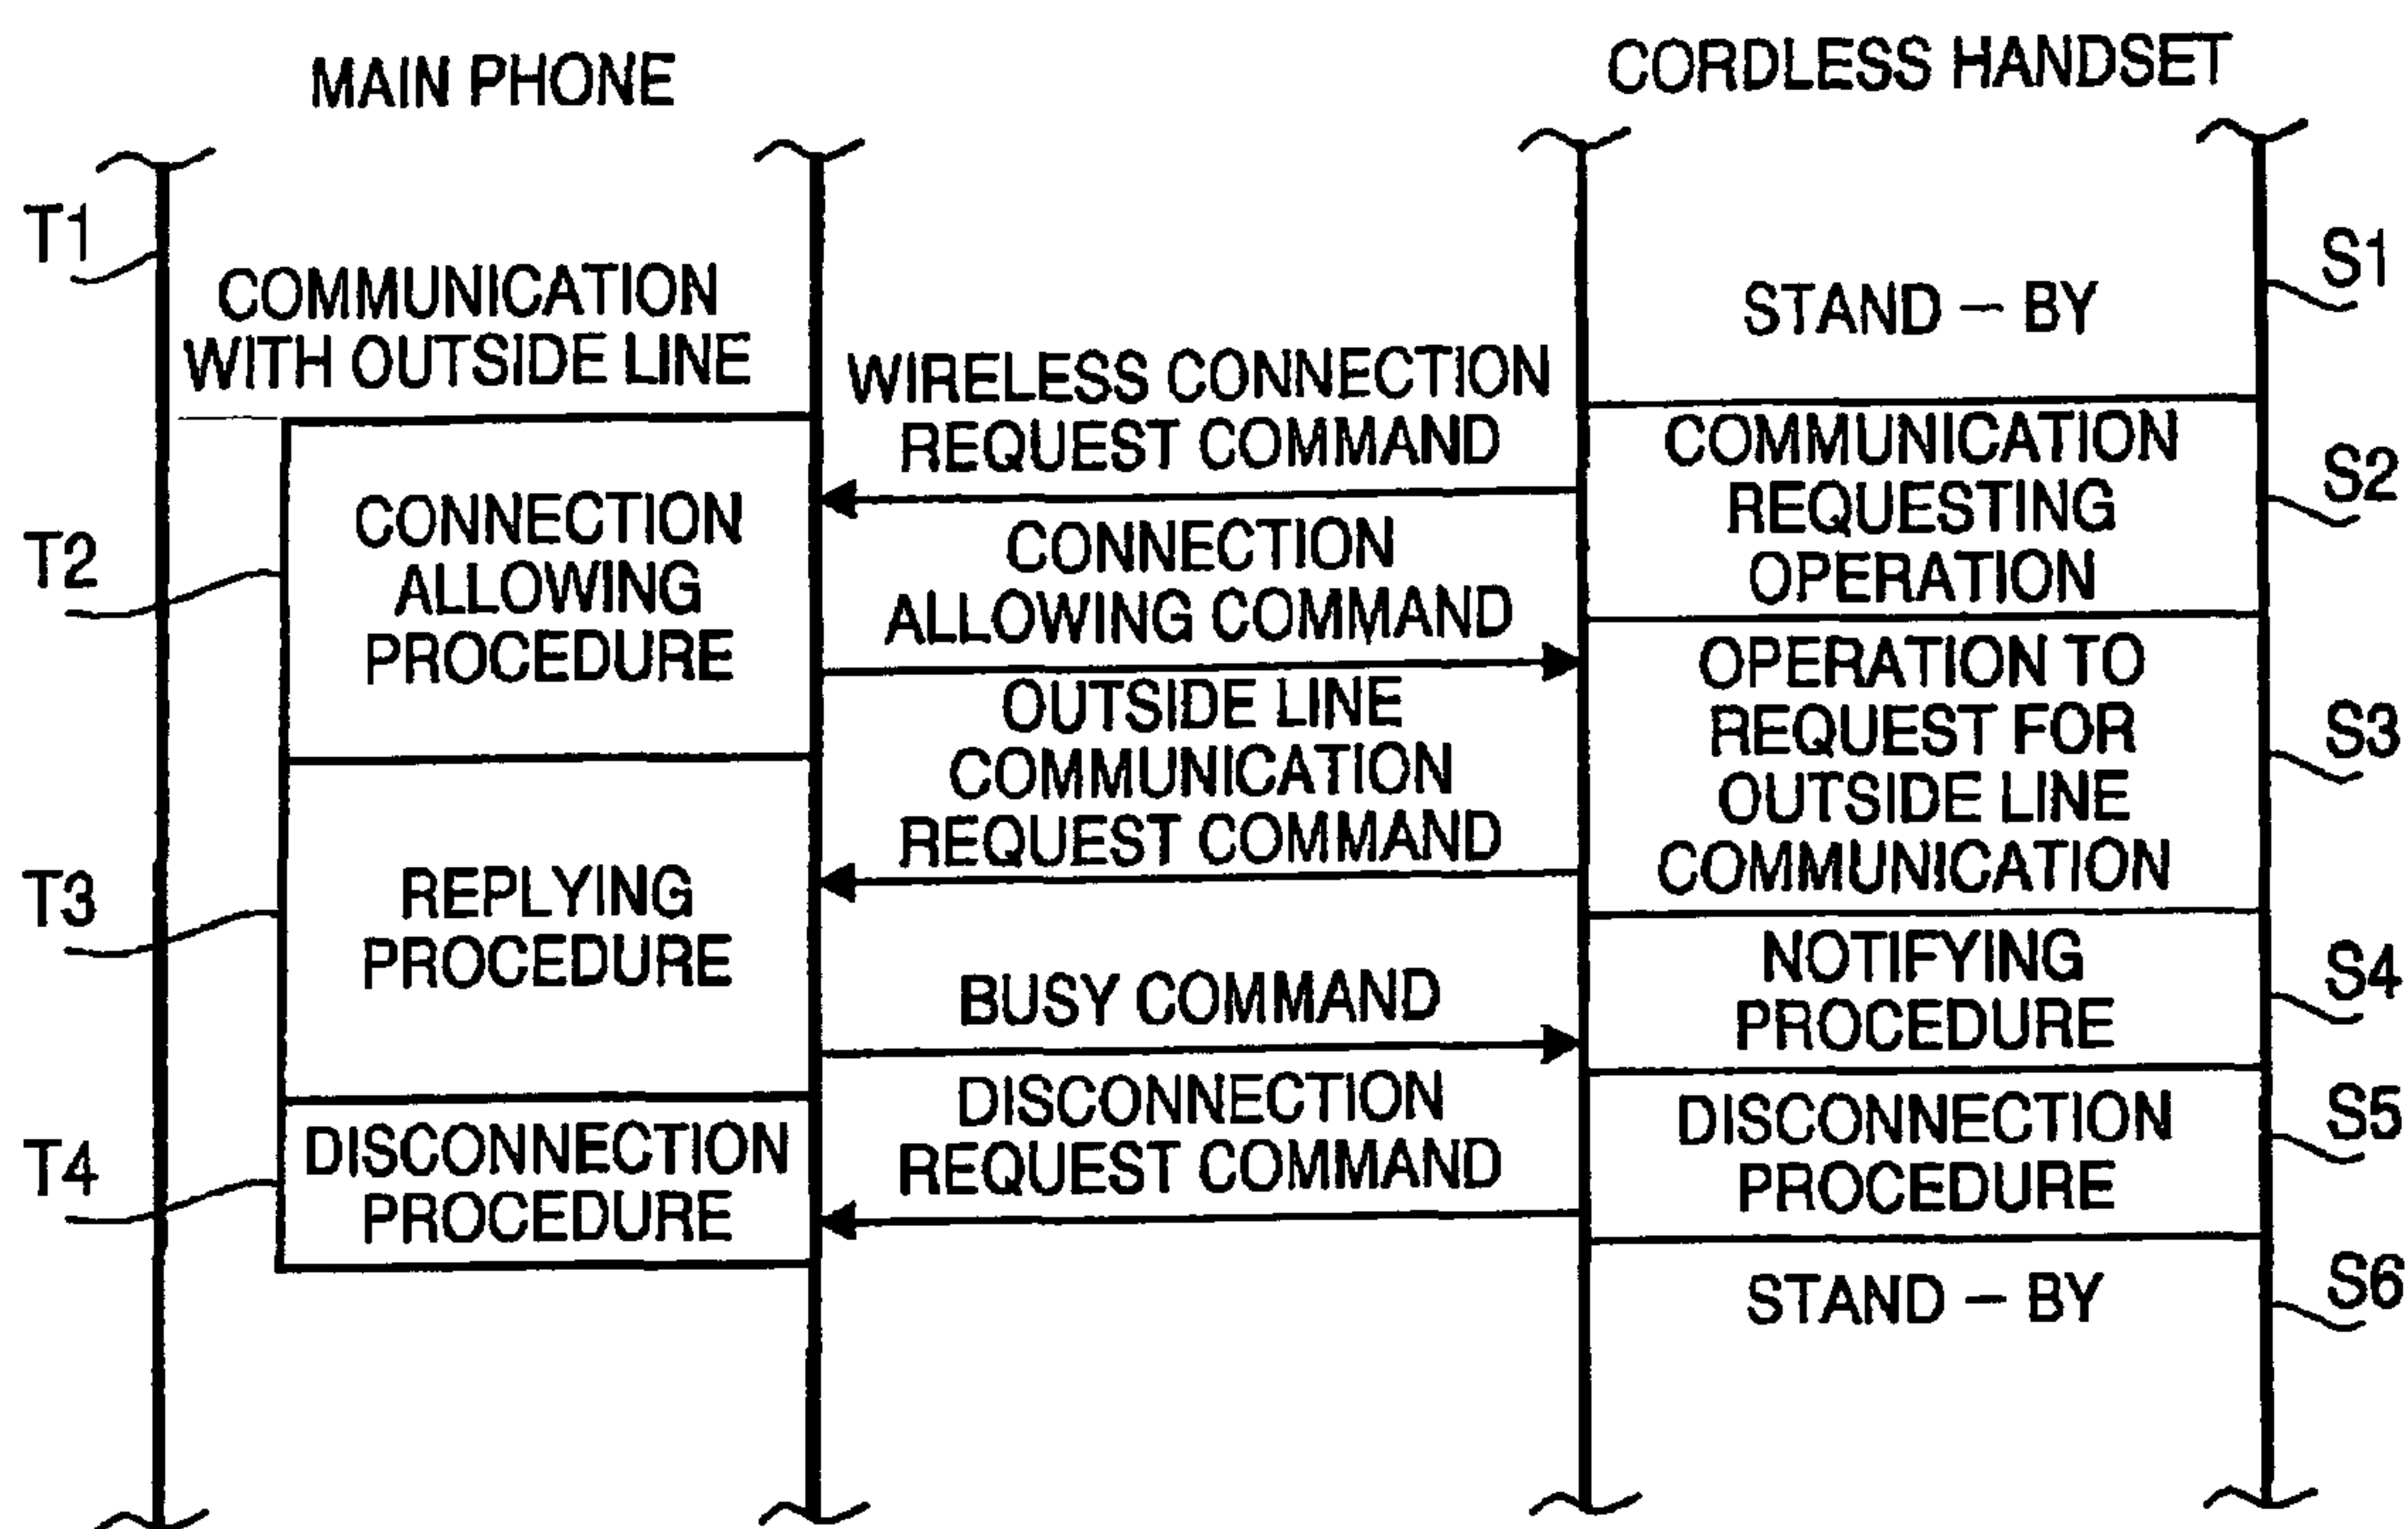 MAIN PHONE
CORDLESS HANDSET
T1
COMMUNICATION
WITH OUTSIDE LINE
STAND - BY
S1
WIRELESS CONNECTION
REQUEST COMMAND
COMMUNICATION
REQUESTING
OPERATION
S2
T2
CONNECTION
ALLOWING
PROCEDURE
CONNECTION
ALLOWING COMMAND
OPERATION TO
REQUEST FOR
OUTSIDE LINE
COMMUNICATION
S3
OUTSIDE LINE
COMMUNICATION
REQUEST COMMAND
T3
REPLYING
PROCEDURE
NOTIFYING
PROCEDURE
S4
BUSY COMMAND
DISCONNECTION
REQUEST COMMAND
DISCONNECTION
PROCEDURE
S5
T4
DISCONNECTION
PROCEDURE
STAND - BY
S6